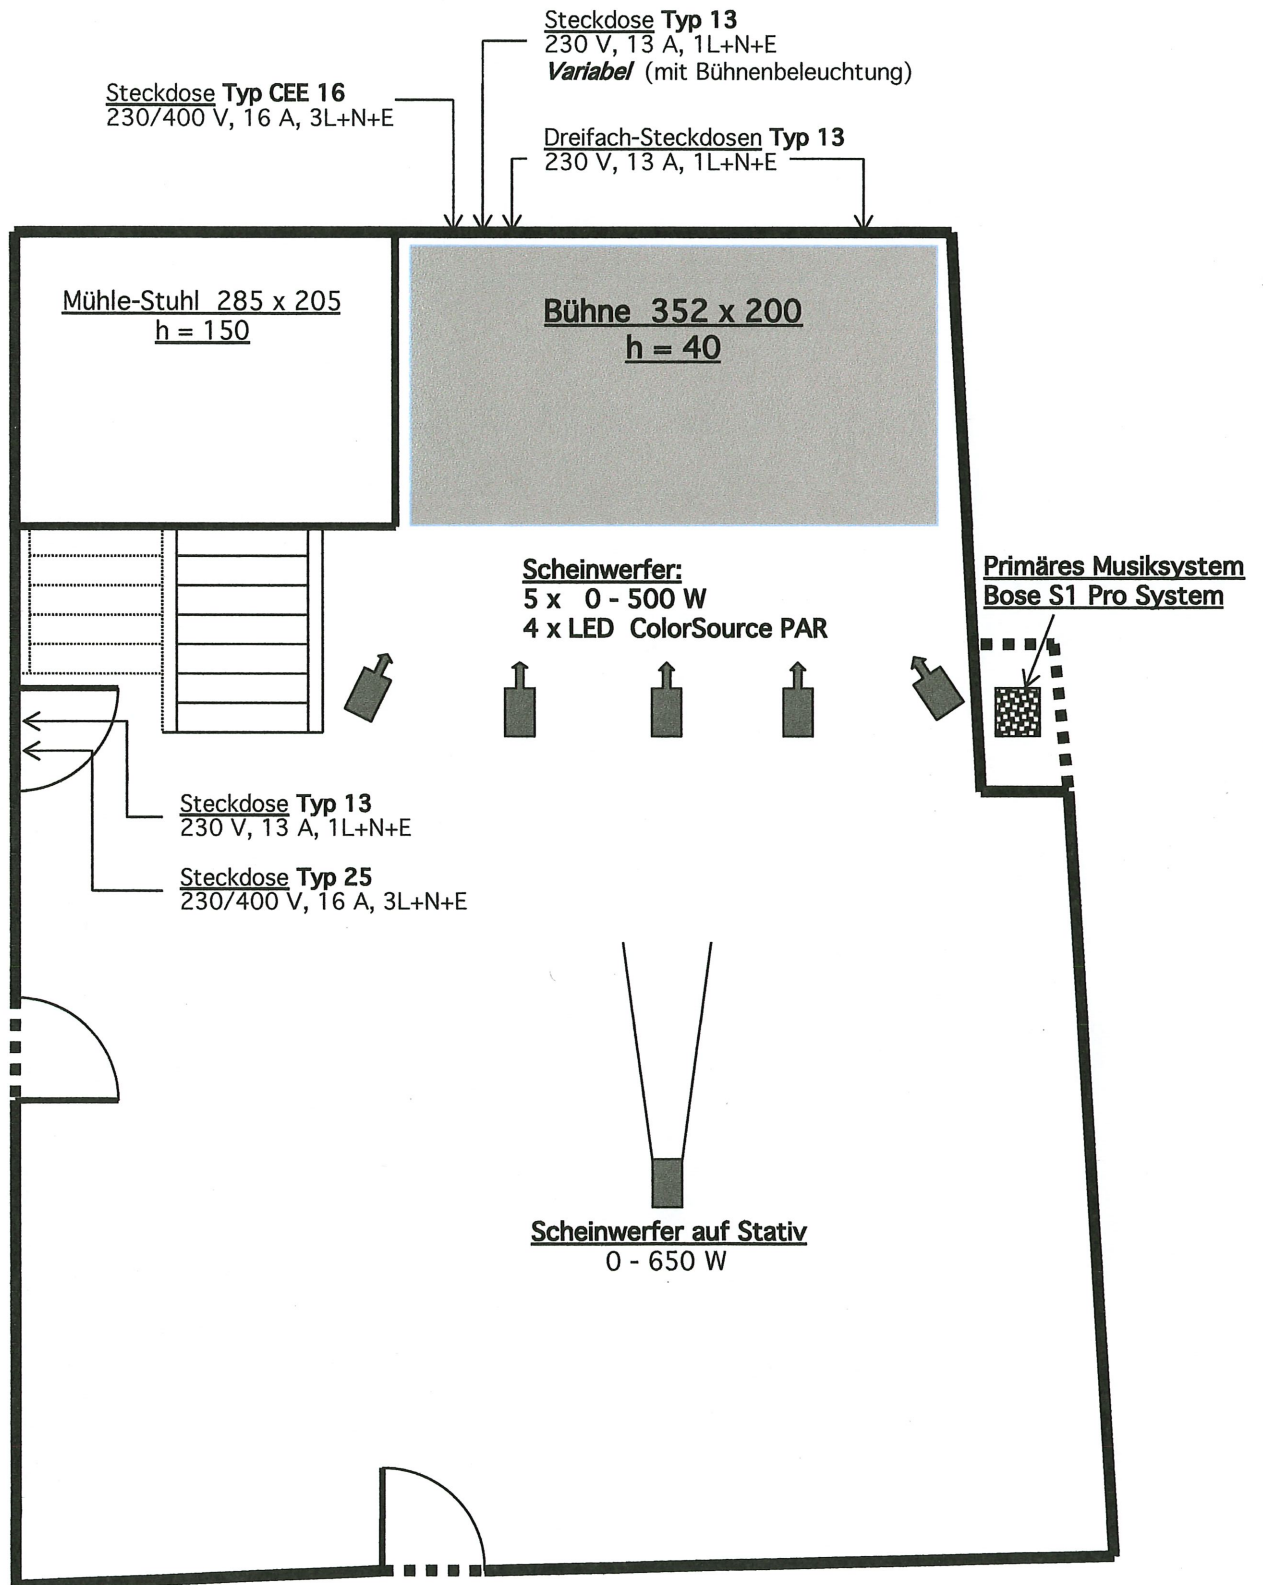 Steckdose Typ 13
230 V, 13 A, 1L+N+E
Variabel (mit Bühnenbeleuchtung)
Steckdose Typ CEE 16
230/400 V, 16 A, 3L+N+E
Dreifach-Steckdosen Typ 13
230 V, 13 A, 1L+N+E
Mühle-Stuhl 285 x 205
h = 150
Bühne 352 x 200
h = 40
Scheinwerfer:
5 x 0 - 500 W
4 x LED ColorSource PAR
Primäres Musiksystem
Bose S1 Pro System
Steckdose Typ 13
230 V, 13 A, 1L+N+E
Steckdose Typ 25
230/400 V, 16 A, 3L+N+E
Scheinwerfer auf Stativ
0 - 650 W